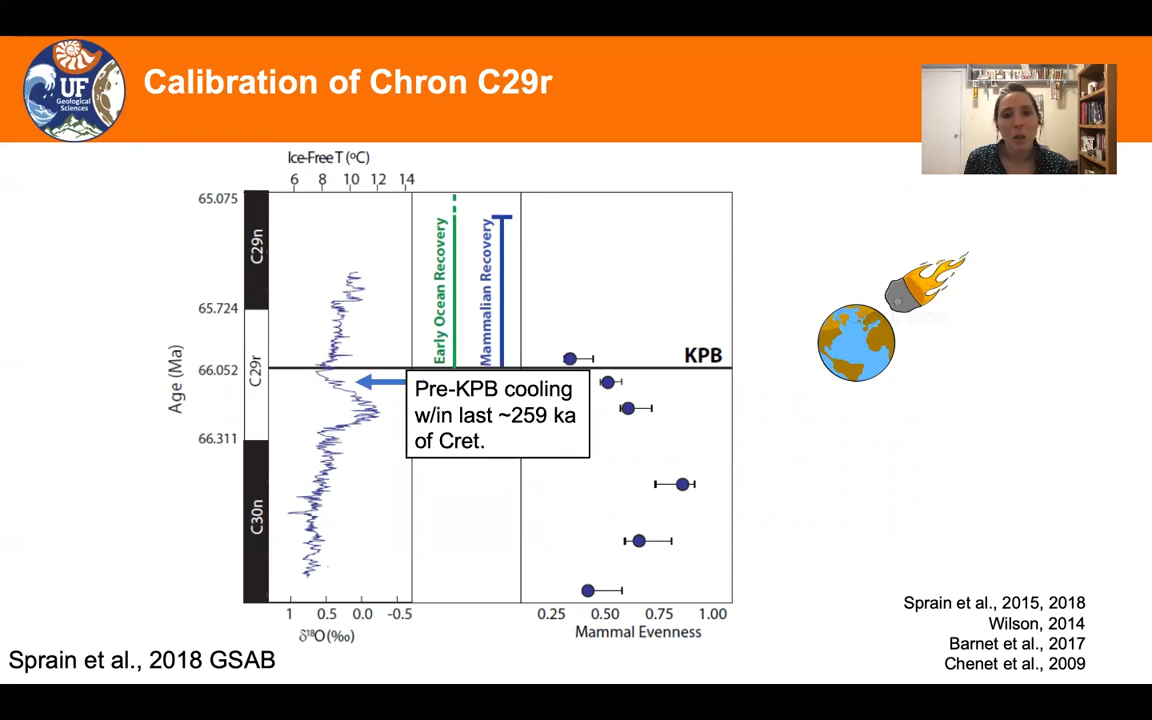 UF
Geological
Sciences
Calibration of Chron C29r
Ice-Free T (ºC)
6 8 10 12 14
65.075
65.724
66.052
66.311
Age (Ma)
C29n
C29r
C30n
Early Ocean Recovery
Mammalian Recovery
KPB
Pre-KPB cooling
w/in last ~259 ka
of Cret.
1 0.5 0.0 -0.5
δ¹⁸O (‰)
0.25 0.50 0.75 1.00
Mammal Evenness
Sprain et al., 2015, 2018
Wilson, 2014
Barnet et al., 2017
Chenet et al., 2009
Sprain et al., 2018 GSAB